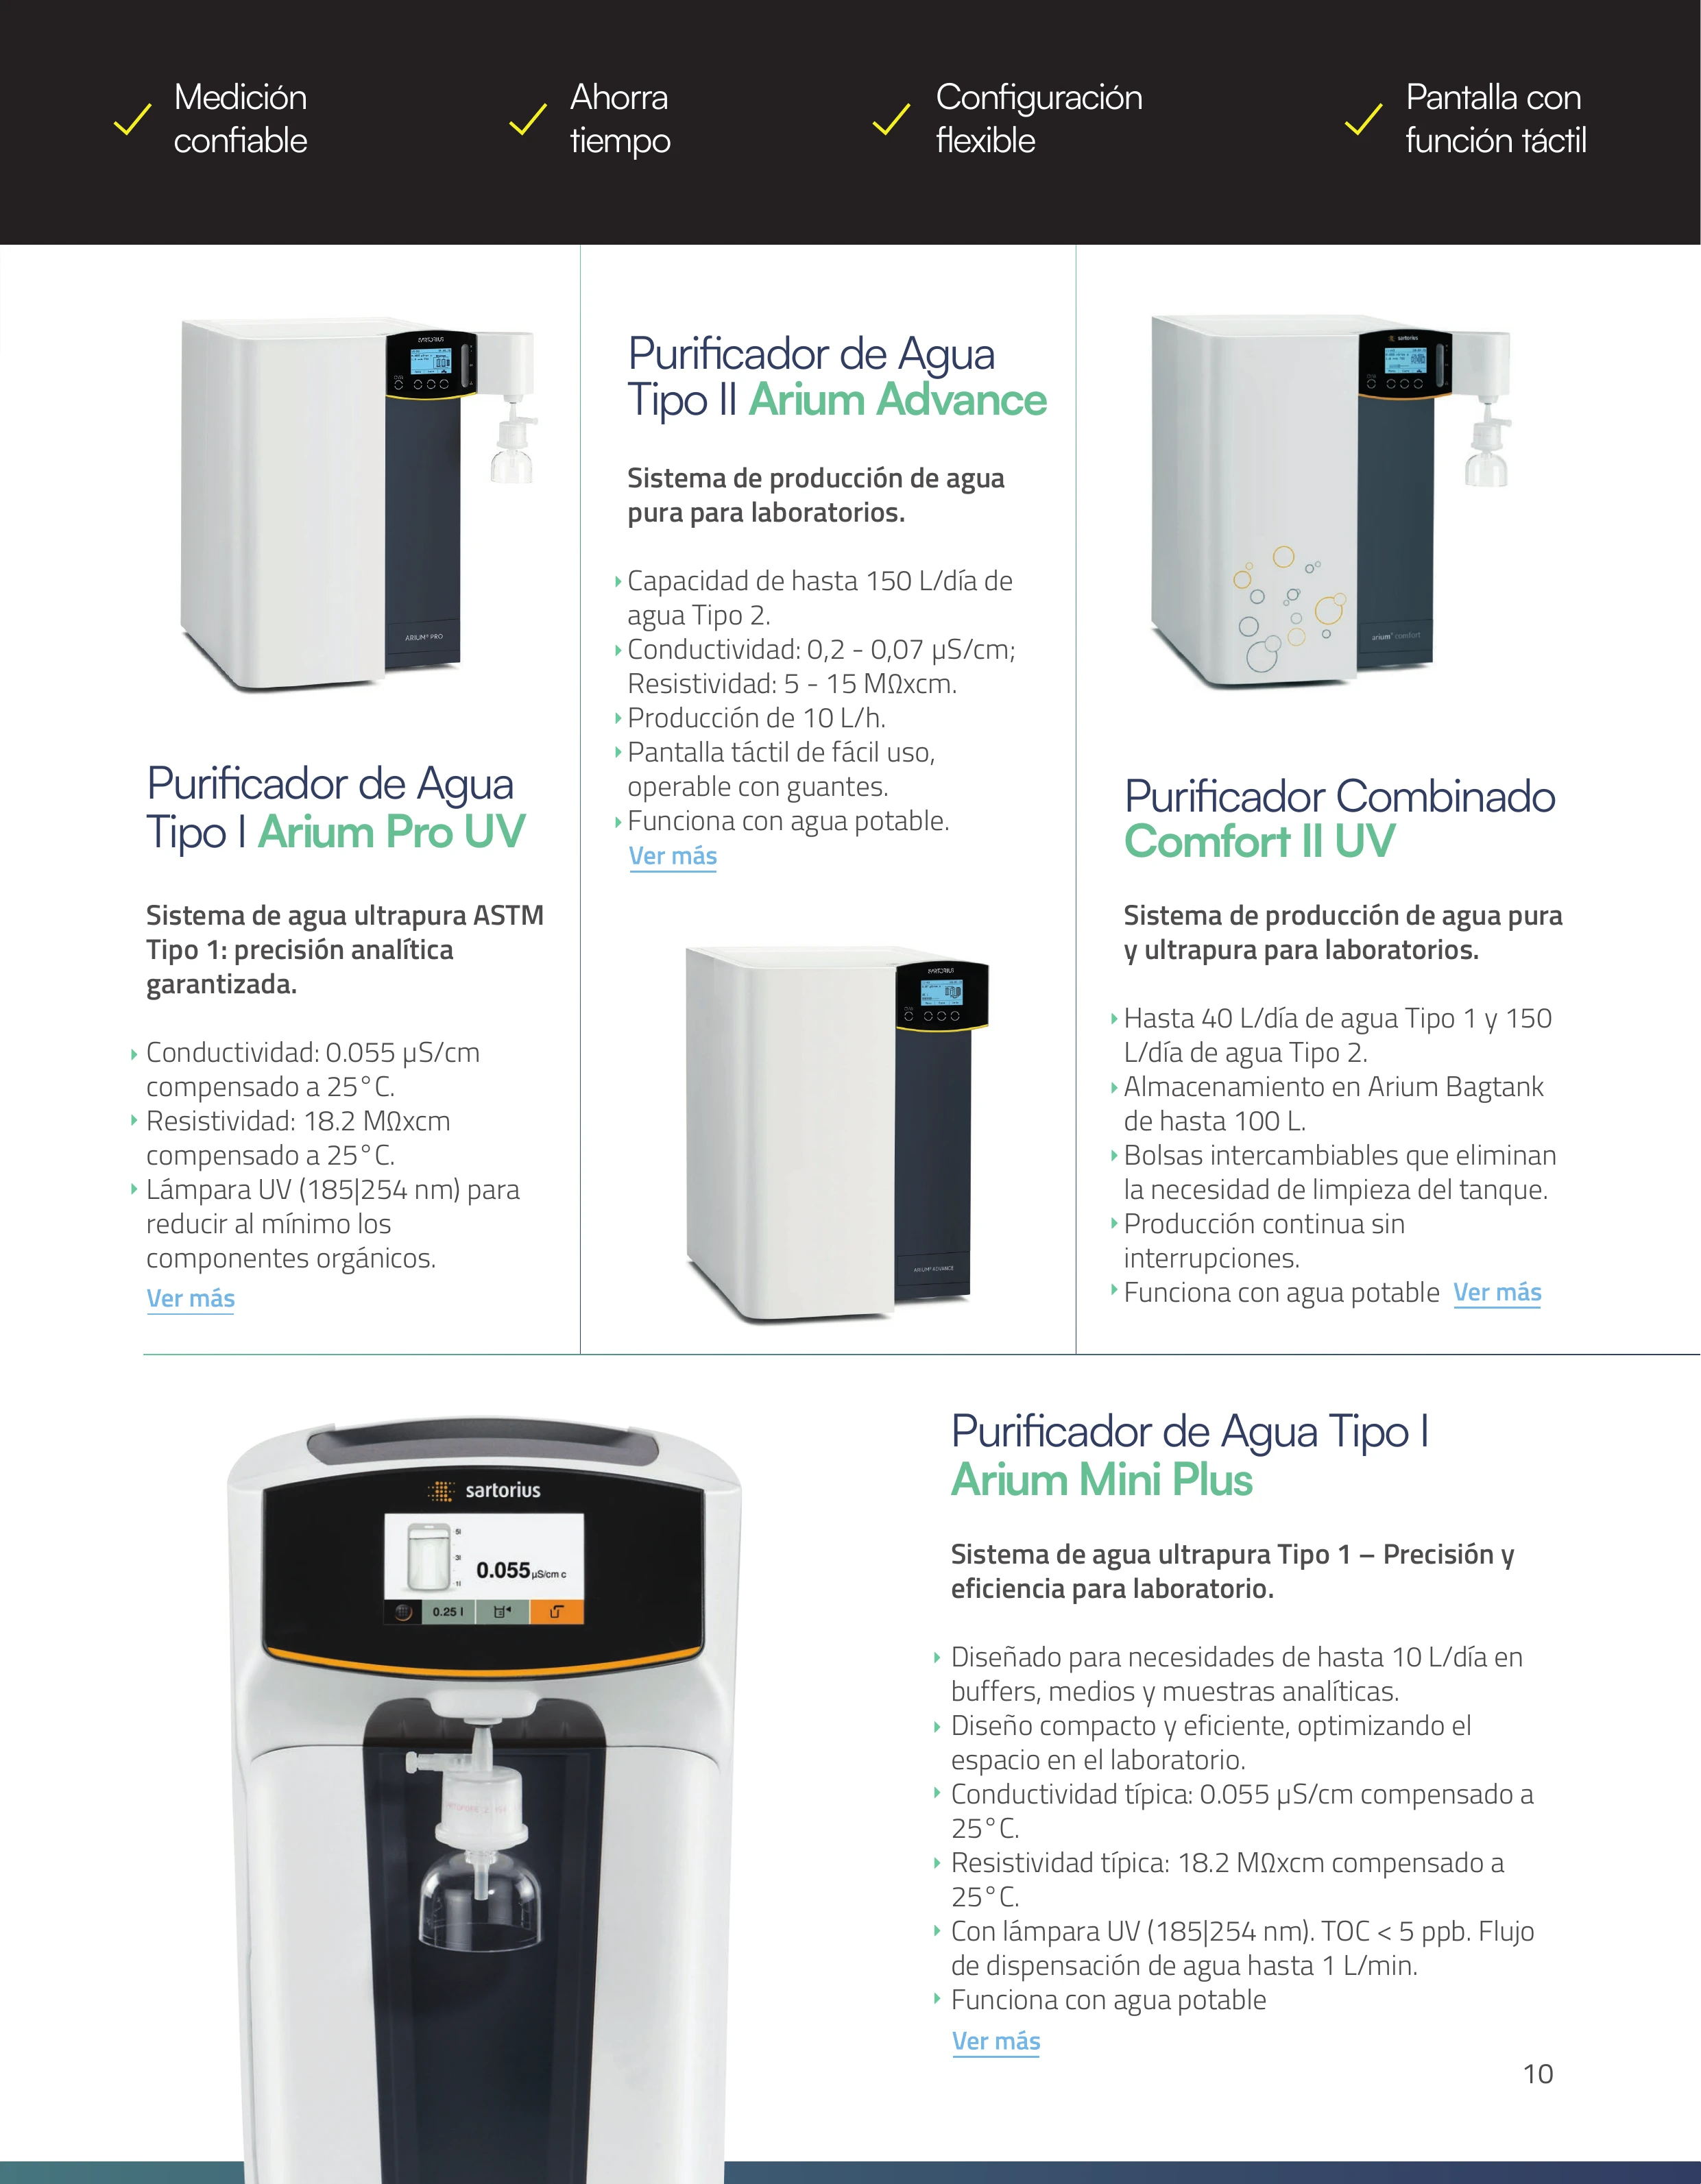 Medición
confiable
Ahorra
tiempo
Configuración
flexible
Pantalla con
función táctil
ARIUM® PRO
Purificador de Agua
Tipo I Arium Pro UV
Sistema de agua ultrapura ASTM
Tipo 1: precisión analítica
garantizada.
Conductividad: 0.055 µS/cm
compensado a 25°C.
Resistividad: 18.2 MΩxcm
compensado a 25°C.
Lámpara UV (185|254 nm) para
reducir al mínimo los
componentes orgánicos.
Ver más
Purificador de Agua
Tipo II Arium Advance
Sistema de producción de agua
pura para laboratorios.
Capacidad de hasta 150 L/día de
agua Tipo 2.
Conductividad: 0,2 - 0,07 µS/cm;
Resistividad: 5 - 15 MΩxcm.
Producción de 10 L/h.
Pantalla táctil de fácil uso,
operable con guantes.
Funciona con agua potable.
Ver más
SARTORIUS
ARIUM® ADVANCE
sartorius
arium® comfort
Purificador Combinado
Comfort II UV
Sistema de producción de agua pura
y ultrapura para laboratorios.
Hasta 40 L/día de agua Tipo 1 y 150
L/día de agua Tipo 2.
Almacenamiento en Arium Bagtank
de hasta 100 L.
Bolsas intercambiables que eliminan
la necesidad de limpieza del tanque.
Producción continua sin
interrupciones.
Funciona con agua potable Ver más
sartorius
5l
3l
1l
0.055 µS/cm c
0.25 l
Purificador de Agua Tipo I
Arium Mini Plus
Sistema de agua ultrapura Tipo 1 – Precisión y
eficiencia para laboratorio.
Diseñado para necesidades de hasta 10 L/día en
buffers, medios y muestras analíticas.
Diseño compacto y eficiente, optimizando el
espacio en el laboratorio.
Conductividad típica: 0.055 µS/cm compensado a
25°C.
Resistividad típica: 18.2 MΩxcm compensado a
25°C.
Con lámpara UV (185|254 nm). TOC < 5 ppb. Flujo
de dispensación de agua hasta 1 L/min.
Funciona con agua potable
Ver más
10